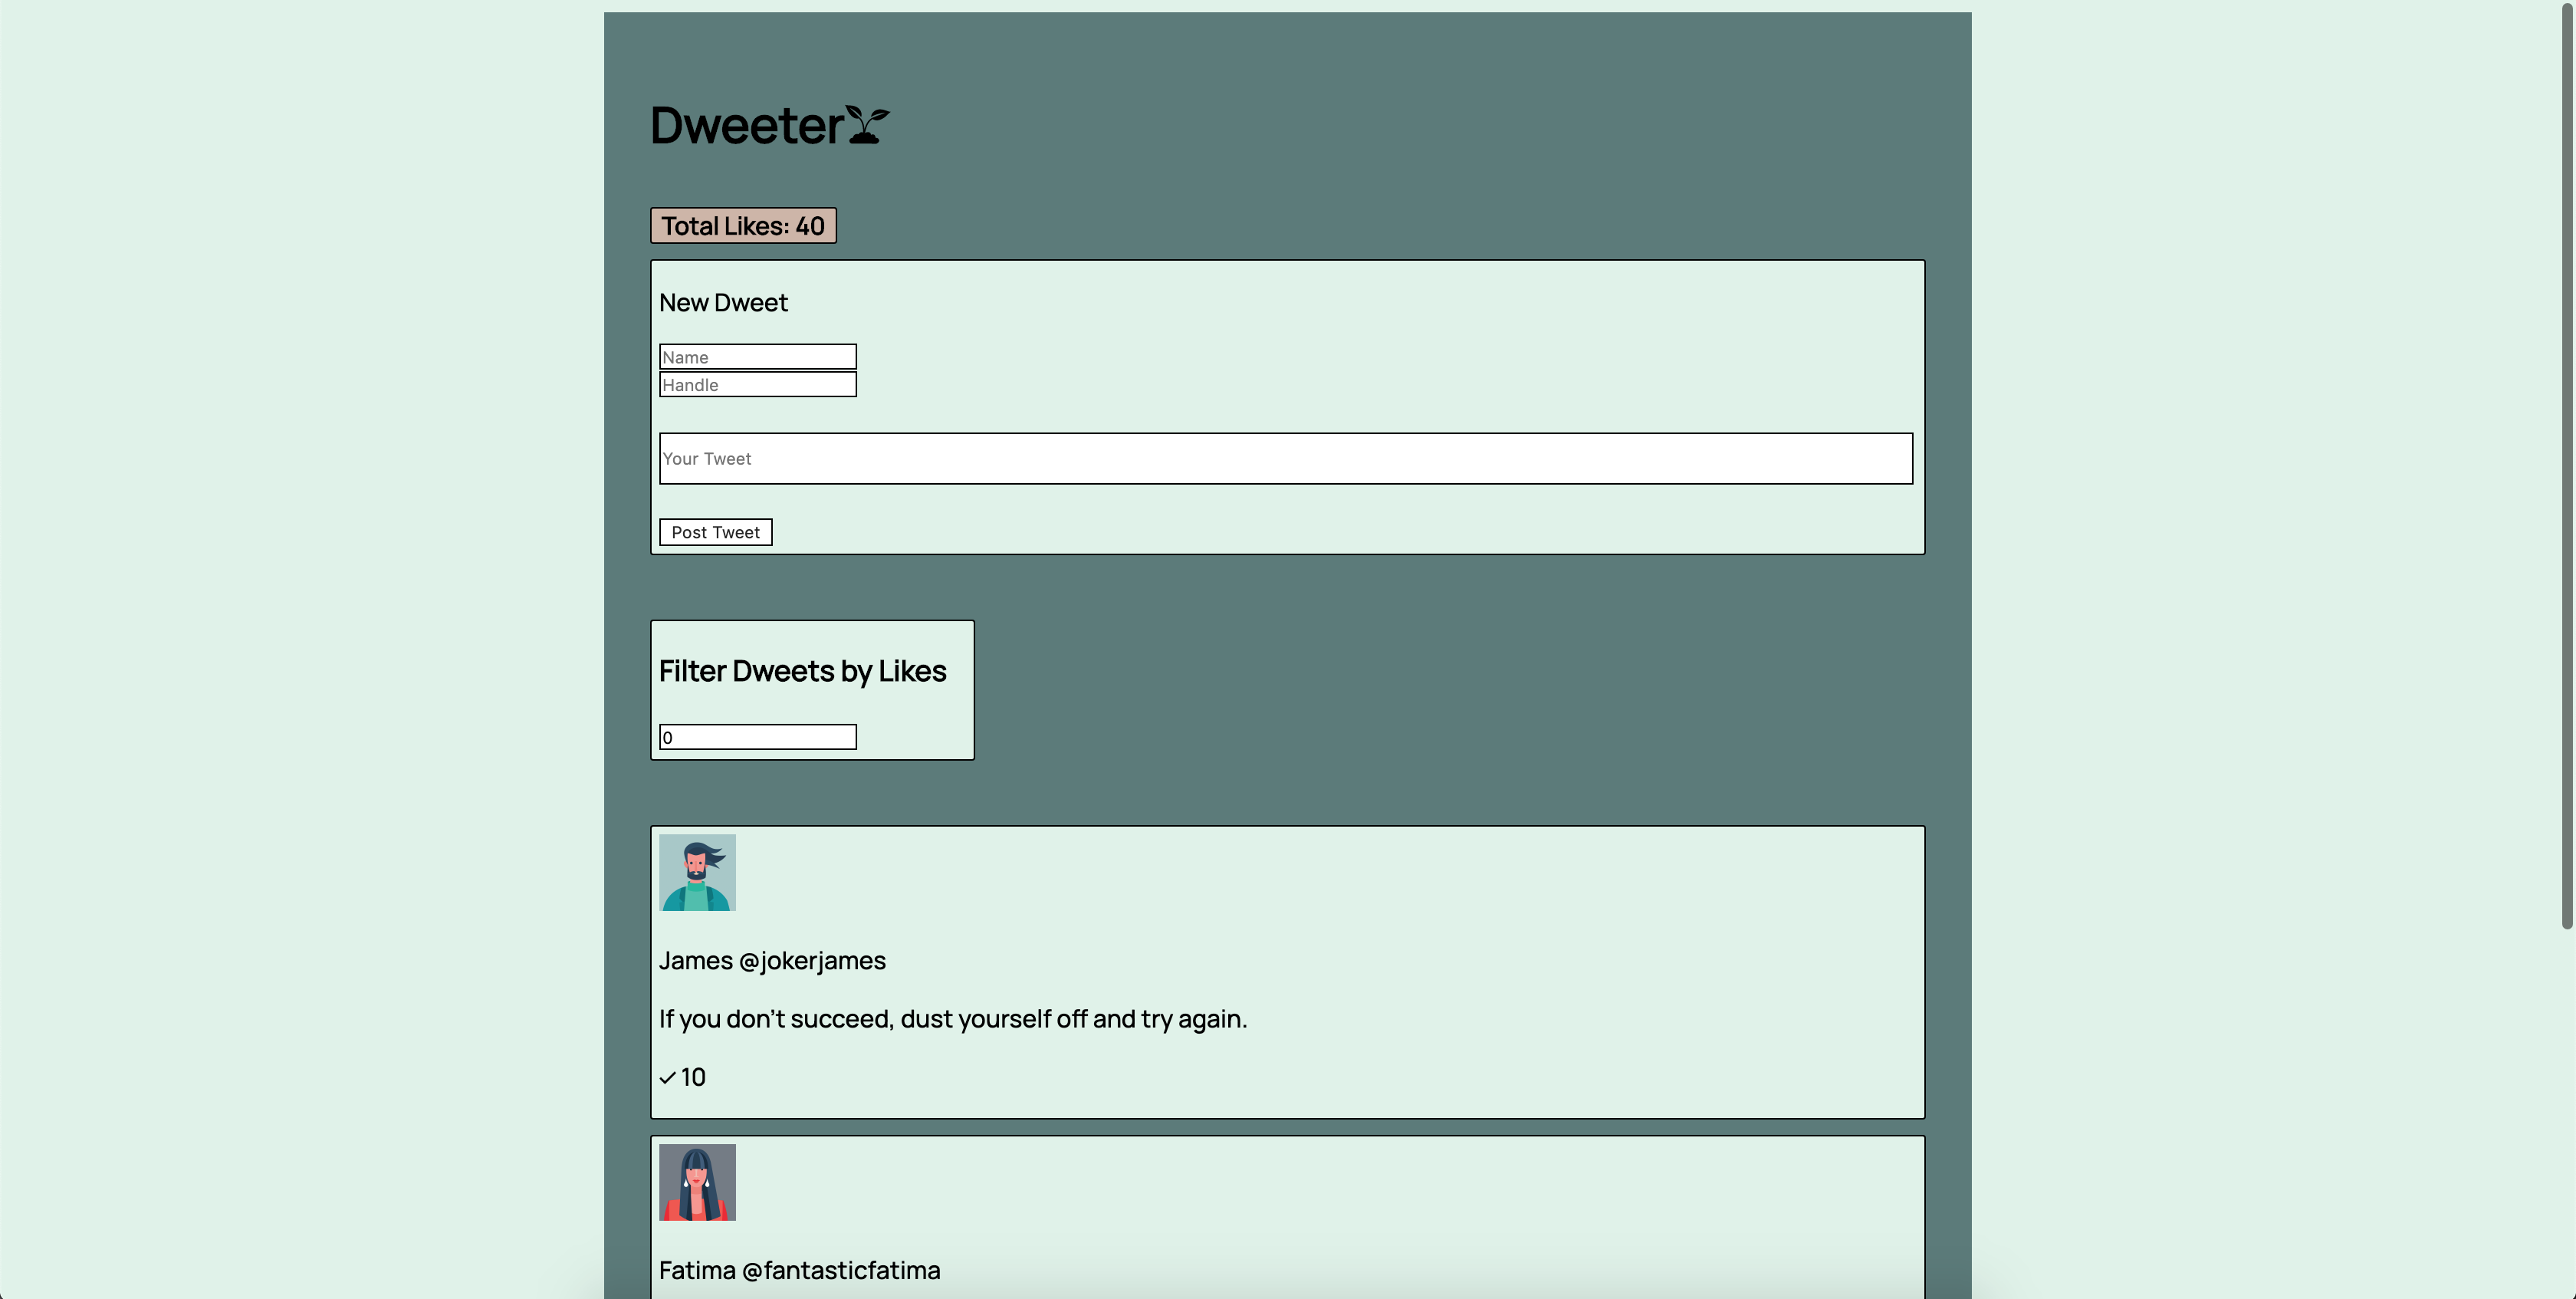 Dweeter
Total Likes: 40
New Dweet
Name
Handle
Your Tweet
Post Tweet
Filter Dweets by Likes
0
James @jokerjames
If you don't succeed, dust yourself off and try again.
✓ 10
Fatima @fantasticfatima